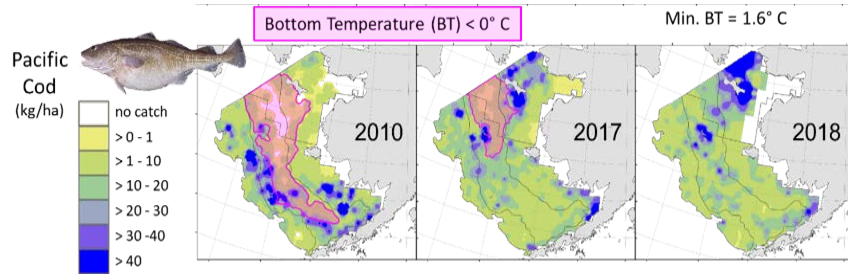 Bottom Temperature (BT) < 0° C
Min. BT = 1.6° C
Pacific
Cod
(kg/ha)
no catch
> 0 - 1
> 1 - 10
> 10 - 20
> 20 - 30
> 30 -40
> 40
2010
2017
2018